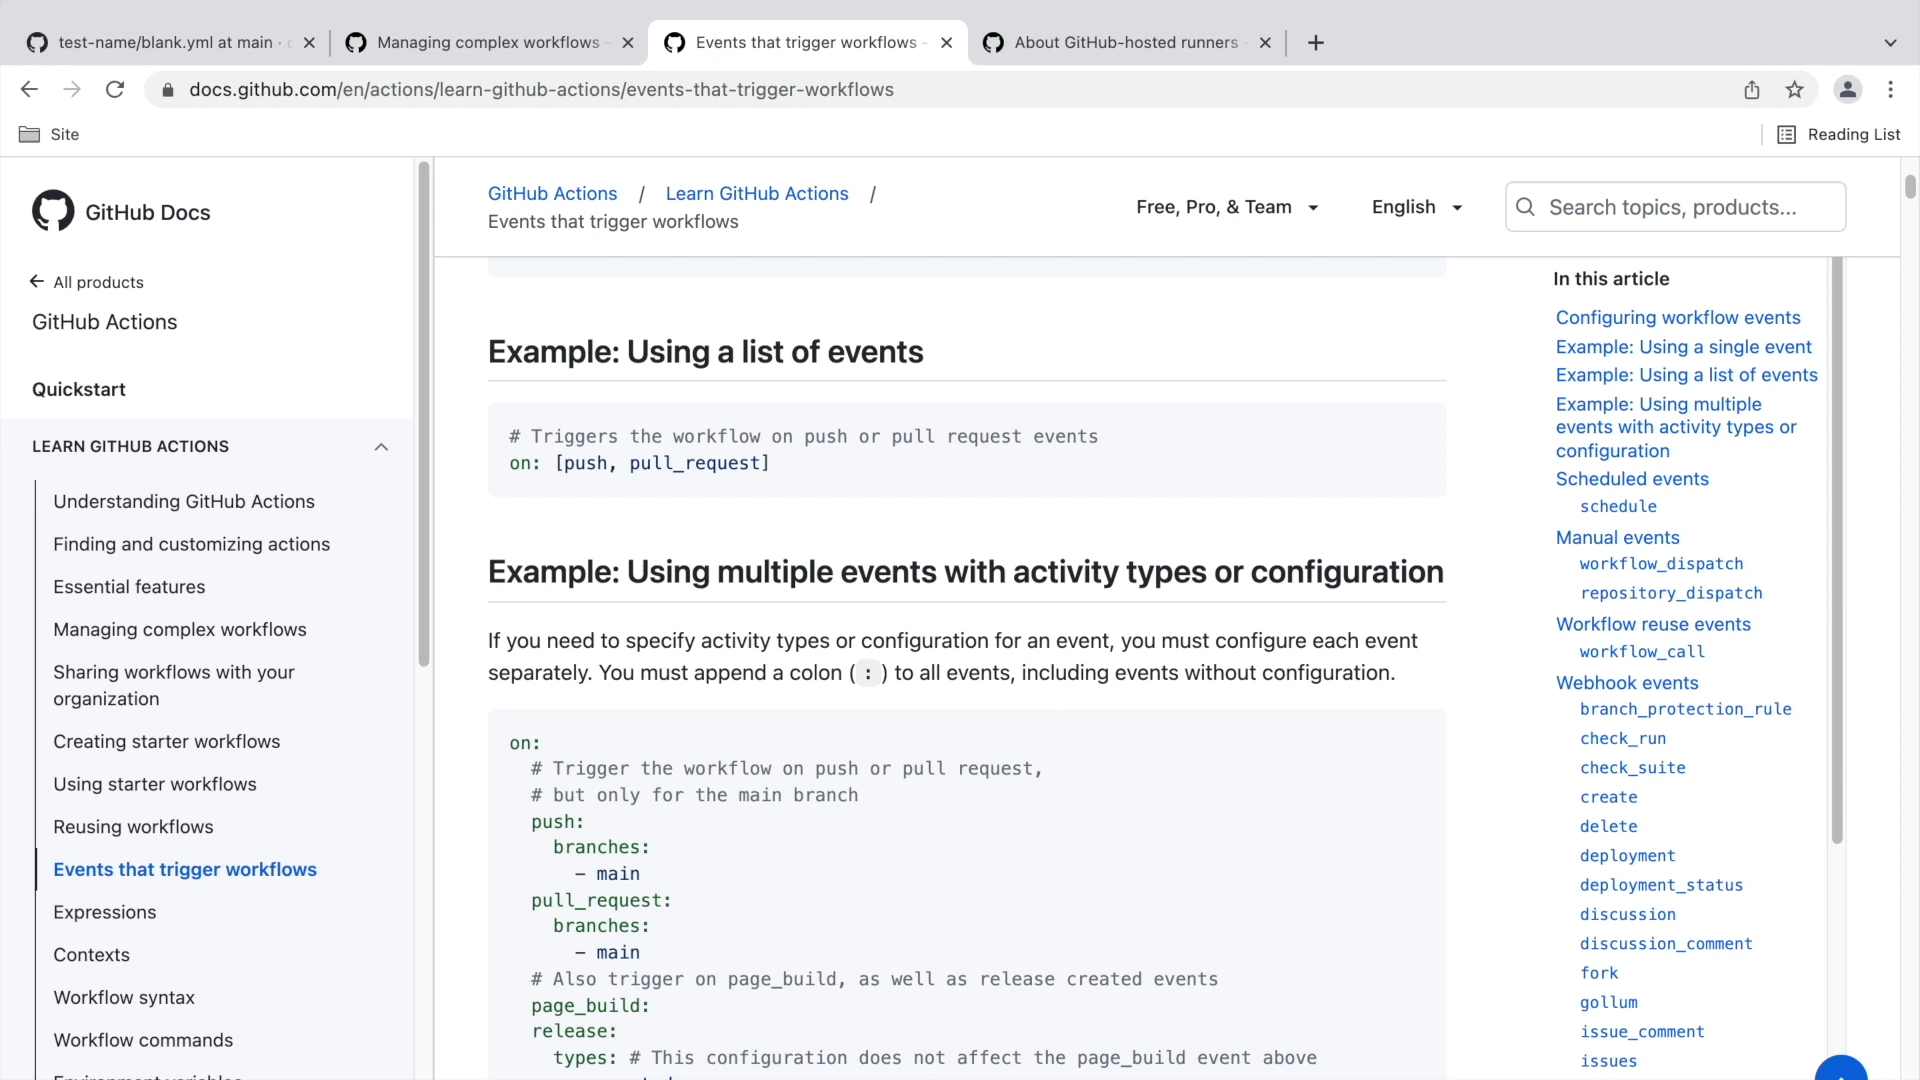 test-name/blank.yml at main ·
Managing complex workflows -
Events that trigger workflows -
About GitHub-hosted runners -
docs.github.com/en/actions/learn-github-actions/events-that-trigger-workflows
Site
Reading List
GitHub Docs
All products
GitHub Actions
Quickstart
LEARN GITHUB ACTIONS
Understanding GitHub Actions
Finding and customizing actions
Essential features
Managing complex workflows
Sharing workflows with your
organization
Creating starter workflows
Using starter workflows
Reusing workflows
Events that trigger workflows
Expressions
Contexts
Workflow syntax
Workflow commands
GitHub Actions / Learn GitHub Actions /
Events that trigger workflows
Free, Pro, & Team
English
Search topics, products...
Example: Using a list of events
# Triggers the workflow on push or pull request events
on: [push, pull_request]
Example: Using multiple events with activity types or configuration
If you need to specify activity types or configuration for an event, you must configure each event
separately. You must append a colon ( : ) to all events, including events without configuration.
on:
# Trigger the workflow on push or pull request,
# but only for the main branch
push:
branches:
- main
pull_request:
branches:
- main
# Also trigger on page_build, as well as release created events
page_build:
release:
types: # This configuration does not affect the page_build event above
In this article
Configuring workflow events
Example: Using a single event
Example: Using a list of events
Example: Using multiple
events with activity types or
configuration
Scheduled events
schedule
Manual events
workflow_dispatch
repository_dispatch
Workflow reuse events
workflow_call
Webhook events
branch_protection_rule
check_run
check_suite
create
delete
deployment
deployment_status
discussion
discussion_comment
fork
gollum
issue_comment
issues